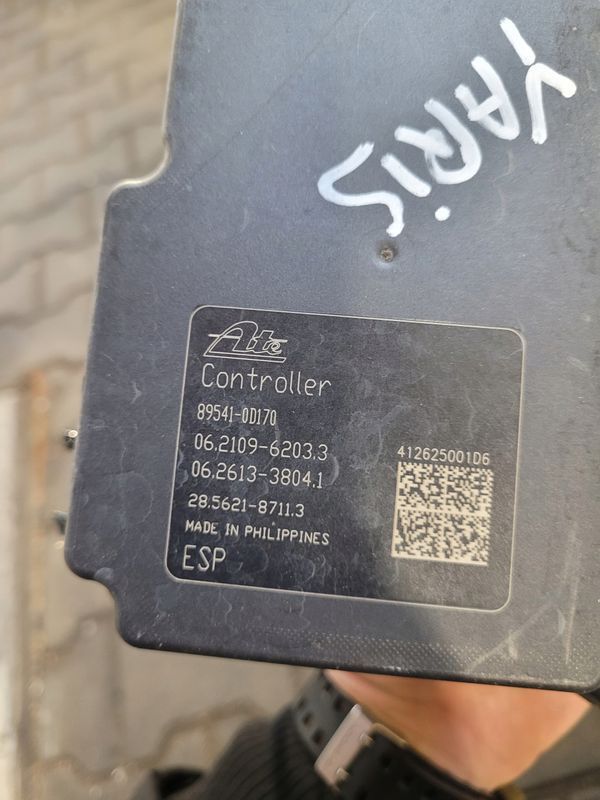 YARiS
Ate
Controller
89541-0D170
06.2109-6203.3
06.2613-3804.1
28.5621-8711.3
MADE IN PHILIPPINES
ESP
412625001D6